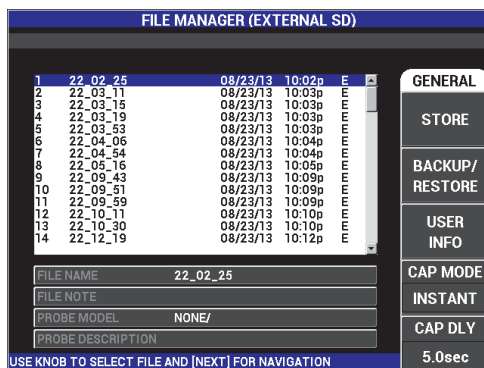 FILE MANAGER (EXTERNAL SD)
1 22_02_25 08/23/13 10:02p E
2 22_03_11 08/23/13 10:03p E
3 22_03_15 08/23/13 10:03p E
4 22_03_19 08/23/13 10:03p E
5 22_03_53 08/23/13 10:03p E
6 22_04_06 08/23/13 10:04p E
7 22_04_54 08/23/13 10:04p E
8 22_05_16 08/23/13 10:05p E
9 22_09_43 08/23/13 10:09p E
10 22_09_51 08/23/13 10:09p E
11 22_09_59 08/23/13 10:09p E
12 22_10_11 08/23/13 10:10p E
13 22_10_30 08/23/13 10:10p E
14 22_12_19 08/23/13 10:12p E
FILE NAME 22_02_25
FILE NOTE
PROBE MODEL NONE/
PROBE DESCRIPTION
USE KNOB TO SELECT FILE AND [NEXT] FOR NAVIGATION
GENERAL
STORE
BACKUP/
RESTORE
USER
INFO
CAP MODE
INSTANT
CAP DLY
5.0sec